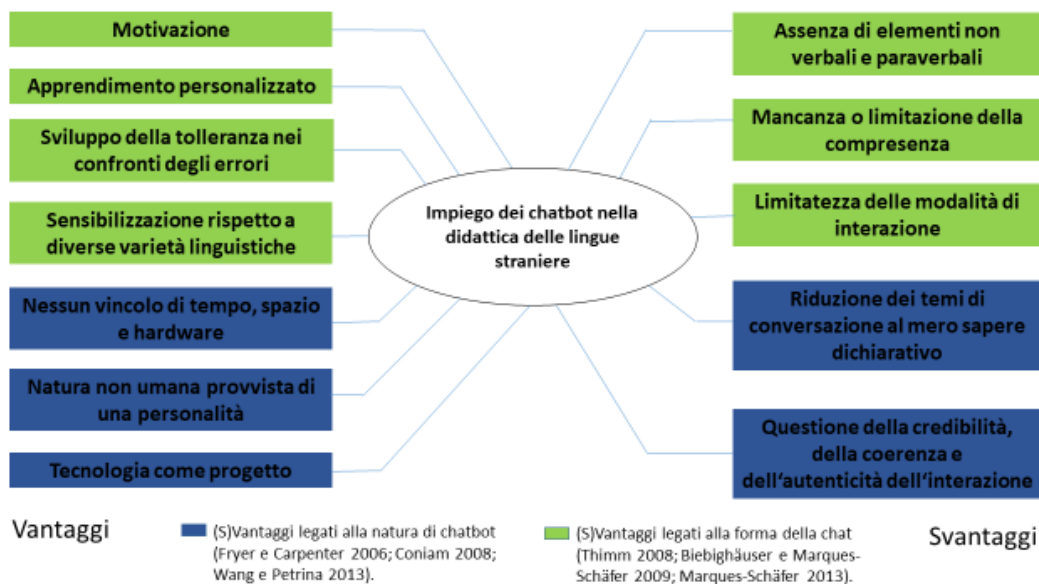 Motivazione
Apprendimento personalizzato
Sviluppo della tolleranza nei
confronti degli errori
Sensibilizzazione rispetto a
diverse varietà linguistiche
Nessun vincolo di tempo, spazio
e hardware
Natura non umana provvista di
una personalità
Tecnologia come progetto
Impiego dei chatbot nella
didattica delle lingue
straniere
Assenza di elementi non
verbali e paraverbali
Mancanza o limitazione della
compresenza
Limitatezza delle modalità di
interazione
Riduzione dei temi di
conversazione al mero sapere
dichiarativo
Questione della credibilità,
della coerenza e
dell‘autenticità dell‘interazione
Vantaggi
(S)Vantaggi legati alla natura di chatbot
(Fryer e Carpenter 2006; Coniam 2008;
Wang e Petrina 2013).
(S)Vantaggi legati alla forma della chat
(Thimm 2008; Biebighäuser e Marques-
Schäfer 2009; Marques-Schäfer 2013).
Svantaggi